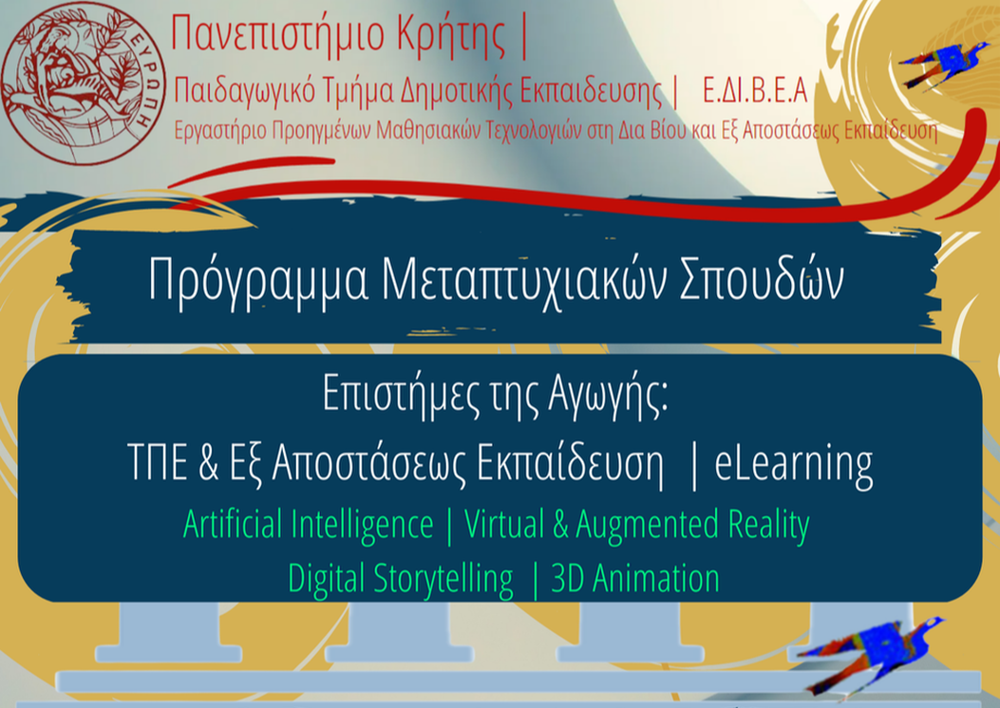 ΕΥΡΩΠΗ
Πανεπιστήμιο Κρήτης |
Παιδαγωγικό Τμήμα Δημοτικής Εκπαιδευσης | Ε.ΔΙ.Β.Ε.Α
Εργαστήριο Προηγμένων Μαθησιακών Τεχνολογιών στη Δια Βίου και Εξ Αποστάσεως Εκπαίδευση
Πρόγραμμα Μεταπτυχιακών Σπουδών
Επιστήμες της Αγωγής:
ΤΠΕ & Εξ Αποστάσεως Εκπαίδευση | eLearning
Artificial Intelligence | Virtual & Augmented Reality
Digital Storytelling | 3D Animation